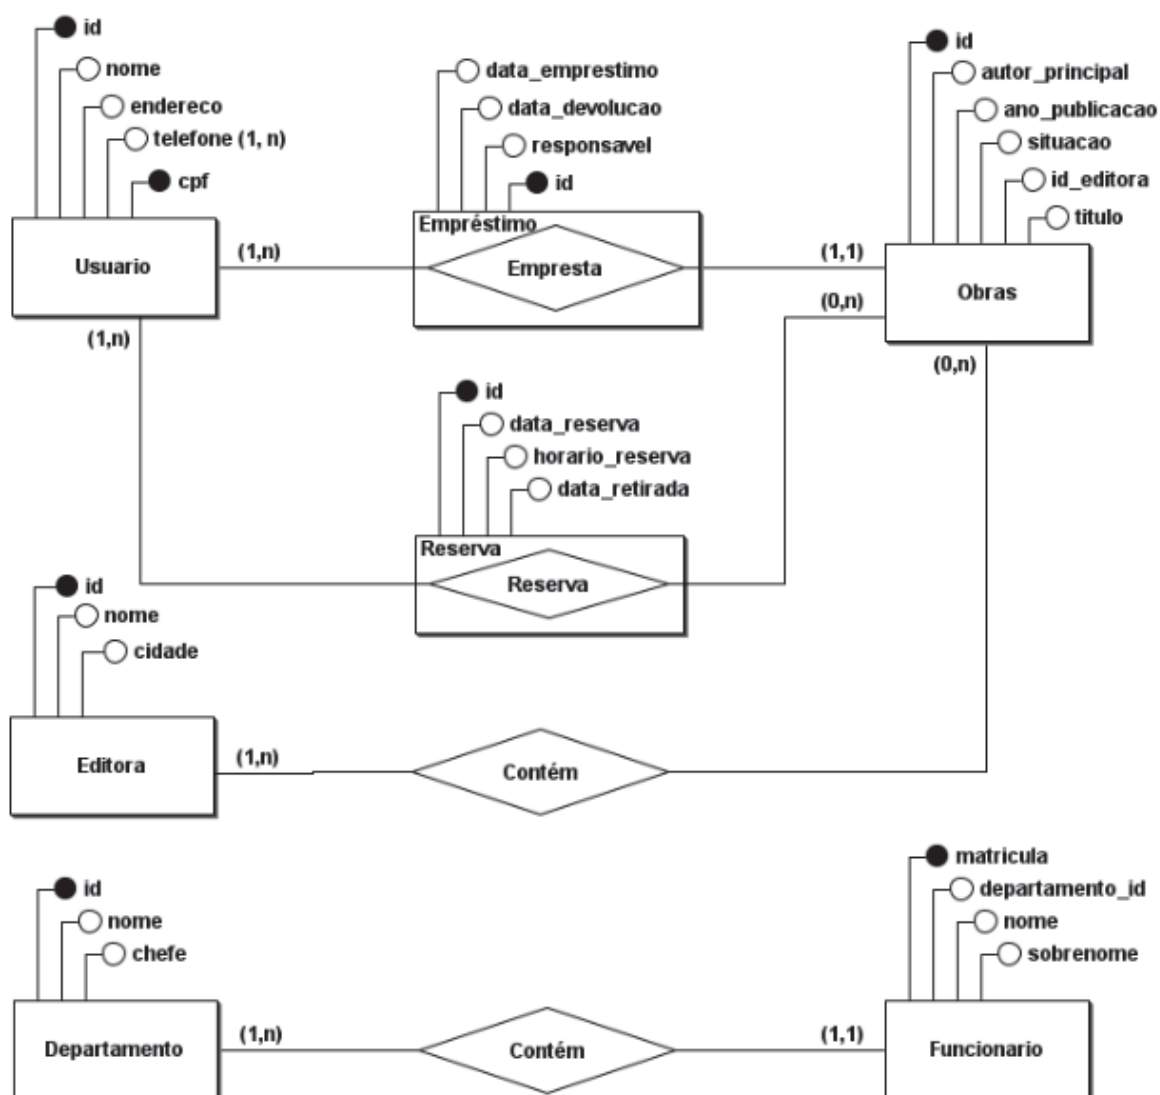 id
nome
endereco
telefone (1, n)
cpf
Usuario
(1,n)
(1,n)
data_emprestimo
data_devolucao
responsavel
id
Empréstimo
Empresta
(1,1)
(0,n)
id
autor_principal
ano_publicacao
situacao
id_editora
titulo
Obras
(0,n)
id
data_reserva
horario_reserva
data_retirada
Reserva
Reserva
id
nome
cidade
Editora
(1,n)
Contém
id
nome
chefe
Departamento
(1,n)
Contém
(1,1)
matricula
departamento_id
nome
sobrenome
Funcionario